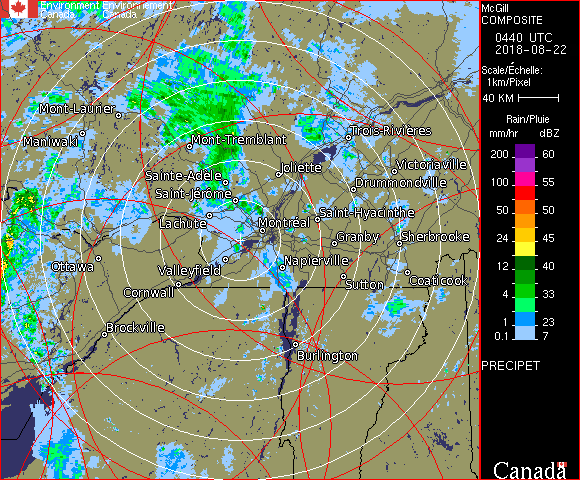 Environment Environnement
Canada Canada
McGill
COMPOSITE
0440 UTC
2018-08-22
Scale/Échelle:
1km/Pixel
40 KM
Rain/Pluie
mm/hr dBZ
200 60
100 55
50 50
24 45
12 40
4 33
1 23
0.1 7
PRECIPET
Canada
Mont-Laurier
Maniwaki
Mont-Tremblant
Trois-Rivières
Sainte-Adèle
Joliette
Victoriaville
Saint-Jérôme
Drummondville
Lachute
Montréal
Saint-Hyacinthe
Granby
Sherbrooke
Ottawa
Valleyfield
Napierville
Cornwall
Sutton
Coaticook
Brockville
Burlington